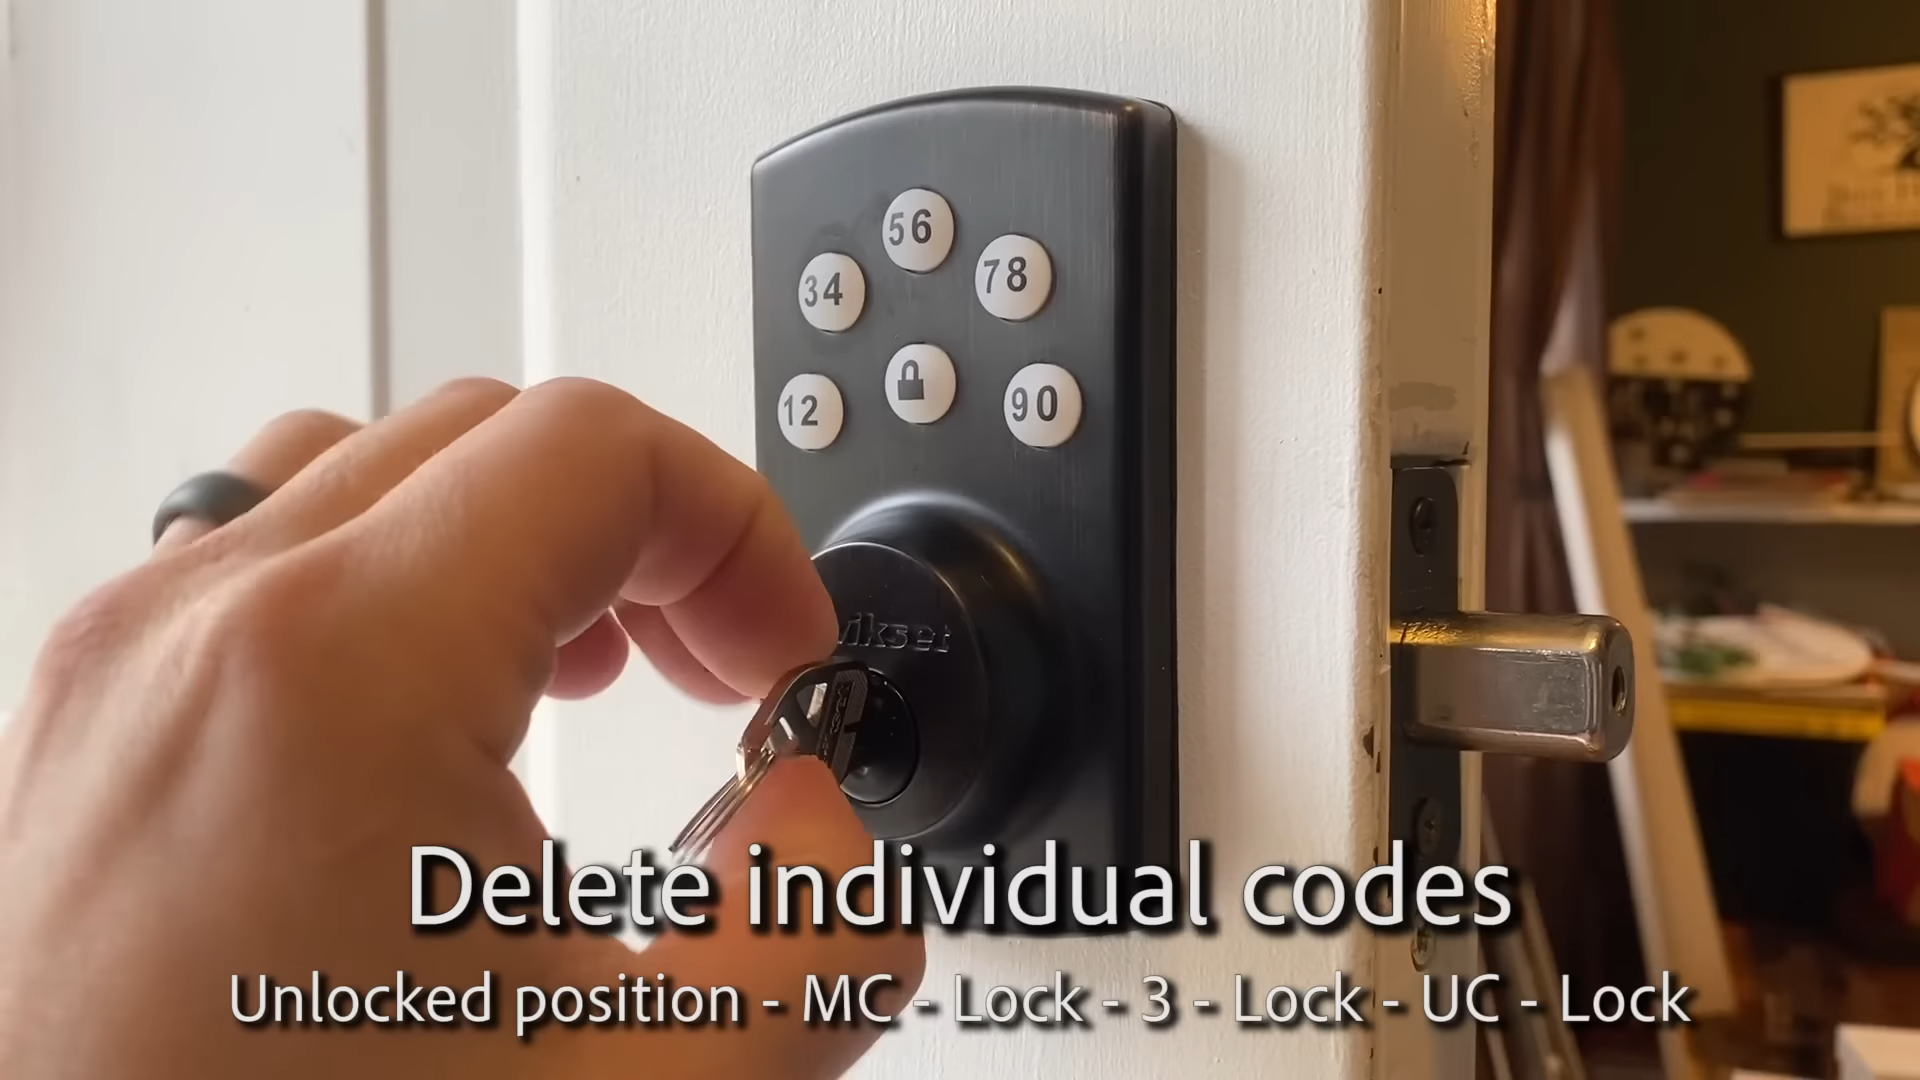 56
34
78
12
90
Delete individual codes
Unlocked position - MC - Lock - 3 - Lock - UC - Lock